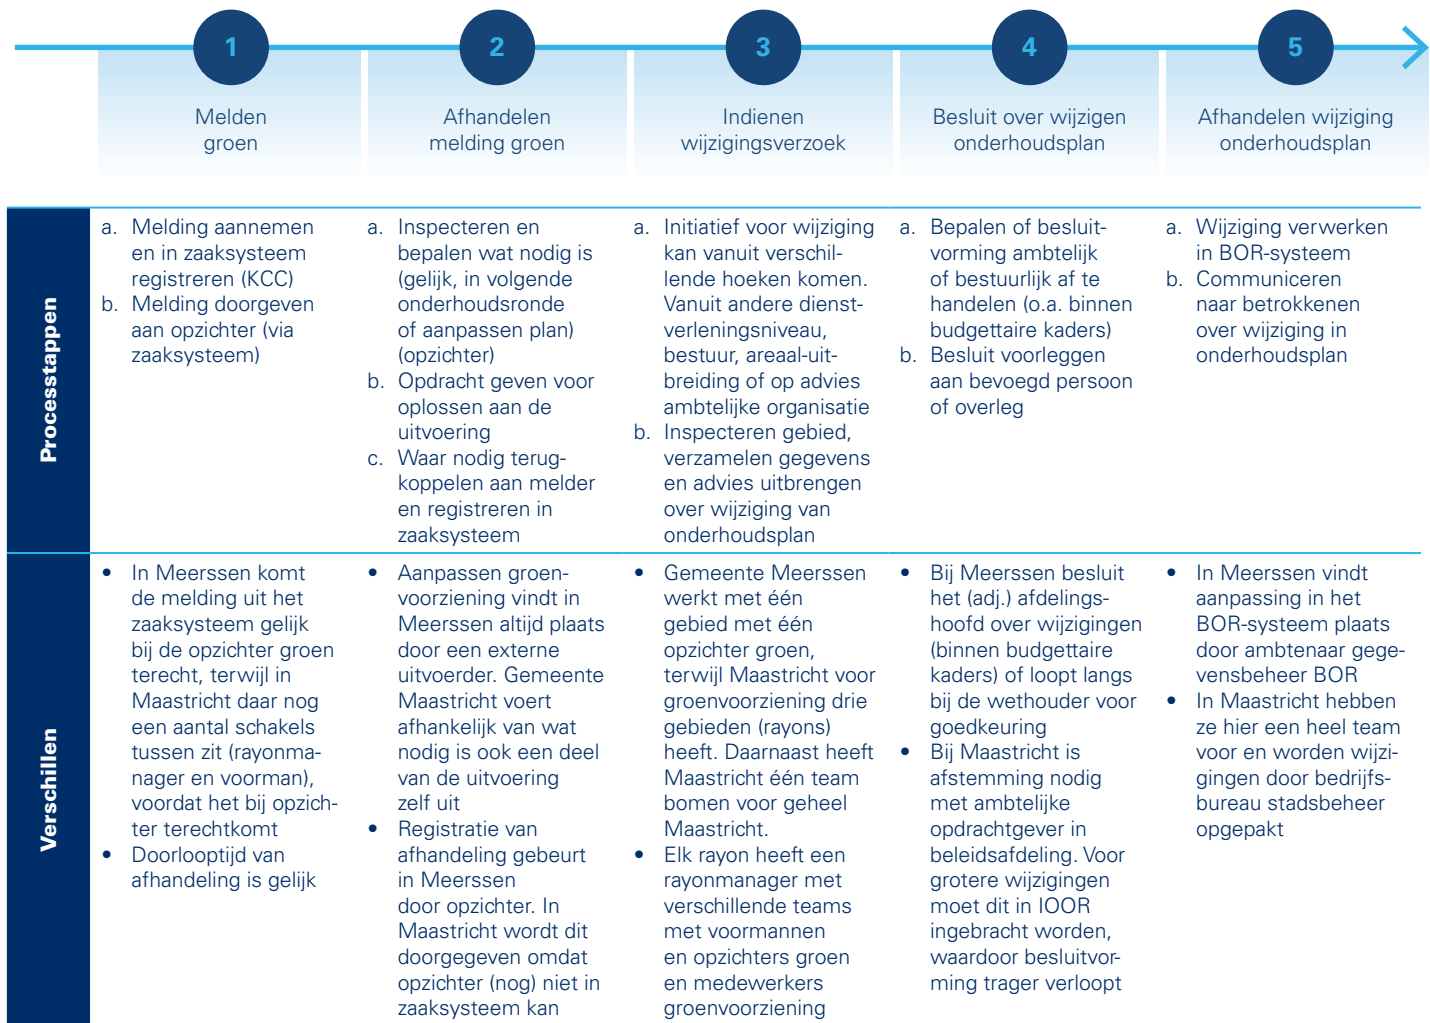 1
2
3
4
5
Melden
groen
Afhandelen
melding groen
Indienen
wijzigingsverzoek
Besluit over wijzigen
onderhoudsplan
Afhandelen wijziging
onderhoudsplan
Processtappen
a. Melding aannemen
en in zaaksysteem
registreren (KCC)
b. Melding doorgeven
aan opzichter (via
zaaksysteem)
a. Inspecteren en
bepalen wat nodig is
(gelijk, in volgende
onderhoudsronde
of aanpassen plan)
(opzichter)
b. Opdracht geven voor
oplossen aan de
uitvoering
c. Waar nodig terug-
koppelen aan melder
en registreren in
zaaksysteem
a. Initiatief voor wijziging
kan vanuit verschil-
lende hoeken komen.
Vanuit andere dienst-
verleningsniveau,
bestuur, areaal-uit-
breiding of op advies
ambtelijke organisatie
b. Inspecteren gebied,
verzamelen gegevens
en advies uitbrengen
over wijziging van
onderhoudsplan
a. Bepalen of besluit-
vorming ambtelijk
of bestuurlijk af te
handelen (o.a. binnen
budgettaire kaders)
b. Besluit voorleggen
aan bevoegd persoon
of overleg
a. Wijziging verwerken
in BOR-systeem
b. Communiceren
naar betrokkenen
over wijziging in
onderhoudsplan
Verschillen
• In Meerssen komt
de melding uit het
zaaksysteem gelijk
bij de opzichter groen
terecht, terwijl in
Maastricht daar nog
een aantal schakels
tussen zit (rayonma-
nager en voorman),
voordat het bij opzich-
ter terechtkomt
• Doorlooptijd van
afhandeling is gelijk
• Aanpassen groen-
voorziening vindt in
Meerssen altijd plaats
door een externe
uitvoerder. Gemeente
Maastricht voert
afhankelijk van wat
nodig is ook een deel
van de uitvoering
zelf uit
• Registratie van
afhandeling gebeurt
in Meerssen
door opzichter. In
Maastricht wordt dit
doorgegeven omdat
opzichter (nog) niet in
zaaksysteem kan
• Gemeente Meerssen
werkt met één
gebied met één
opzichter groen,
terwijl Maastricht voor
groenvoorziening drie
gebieden (rayons)
heeft. Daarnaast heeft
Maastricht één team
bomen voor geheel
Maastricht.
• Elk rayon heeft een
rayonmanager met
verschillende teams
met voormannen
en opzichters groen
en medewerkers
groenvoorziening
• Bij Meerssen besluit
het (adj.) afdelings-
hoofd over wijzigingen
(binnen budgettaire
kaders) of loopt langs
bij de wethouder voor
goedkeuring
• Bij Maastricht is
afstemming nodig
met ambtelijke
opdrachtgever in
beleidsafdeling. Voor
grotere wijzigingen
moet dit in IOOR
ingebracht worden,
waardoor besluitvor-
ming trager verloopt
• In Meerssen vindt
aanpassing in het
BOR-systeem plaats
door ambtenaar gege-
vensbeheer BOR
• In Maastricht hebben
ze hier een heel team
voor en worden wijzi-
gingen door bedrijfs-
bureau stadsbeheer
opgepakt